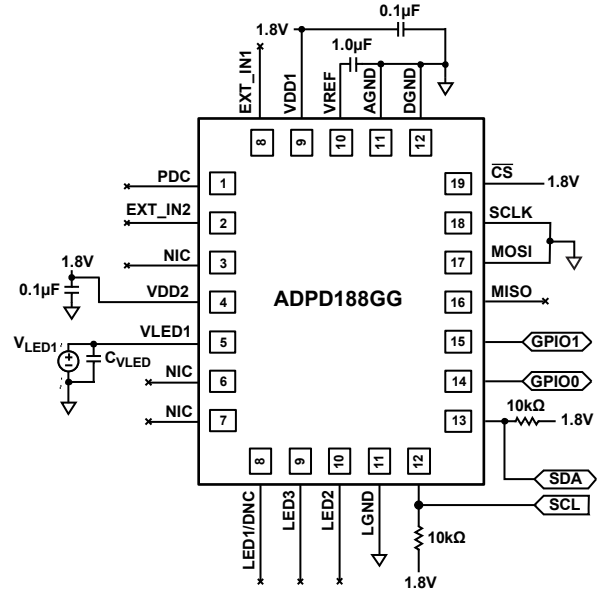 0.1µF
1.8V
1.0µF
EXT_IN1
VDD1
VREF
AGND
DGND
8
9
10
11
12
PDC
1
19
CS
1.8V
EXT_IN2
2
18
SCLK
NIC
3
17
MOSI
1.8V
0.1µF
VDD2
4
ADPD188GG
16
MISO
VLED1
5
15
GPIO1
VLED1
CVLED
NIC
6
14
GPIO0
NIC
7
13
10kΩ
1.8V
8
9
10
11
12
SDA
SCL
LED1/DNC
LED3
LED2
LGND
10kΩ
1.8V